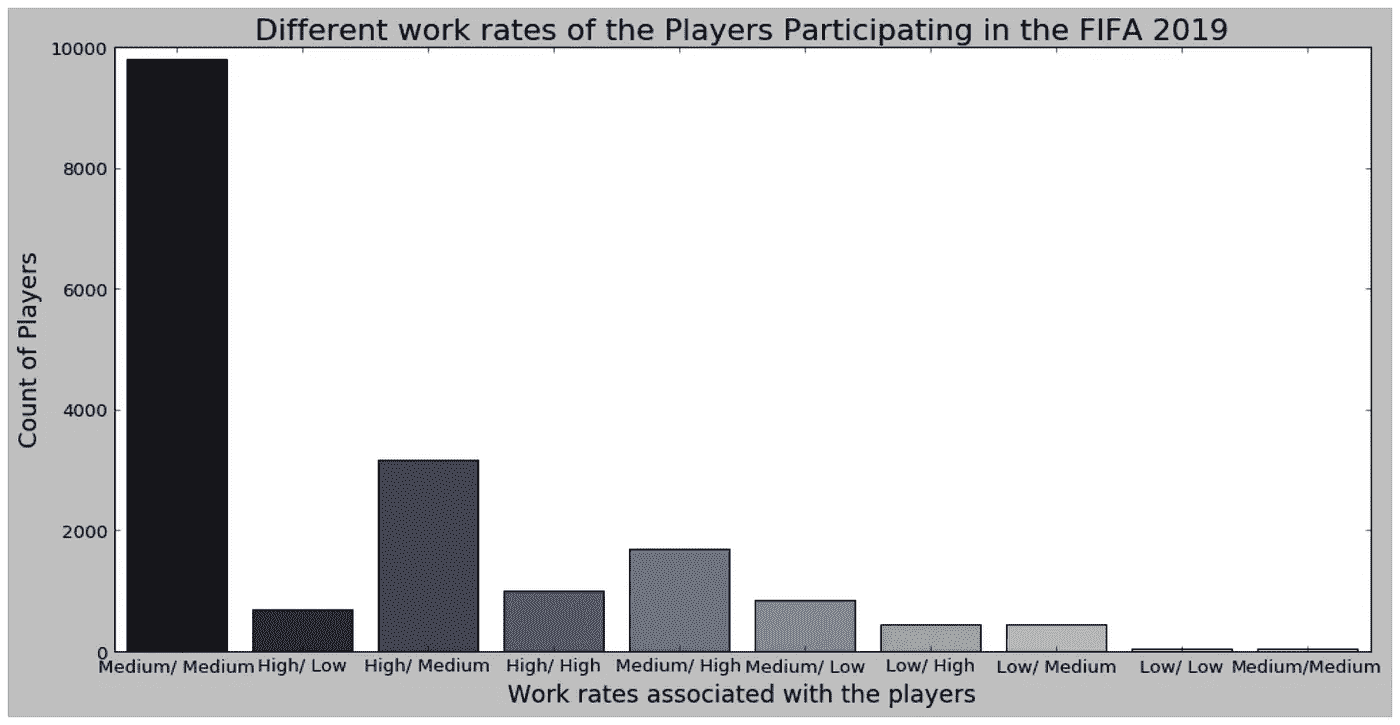 Different work rates of the Players Participating in the FIFA 2019
10000
8000
6000
4000
2000
0
Count of Players
Medium/ Medium High/ Low High/ Medium High/ High Medium/ High Medium/ Low Low/ High Low/ Medium Low/ Low Medium/Medium
Work rates associated with the players